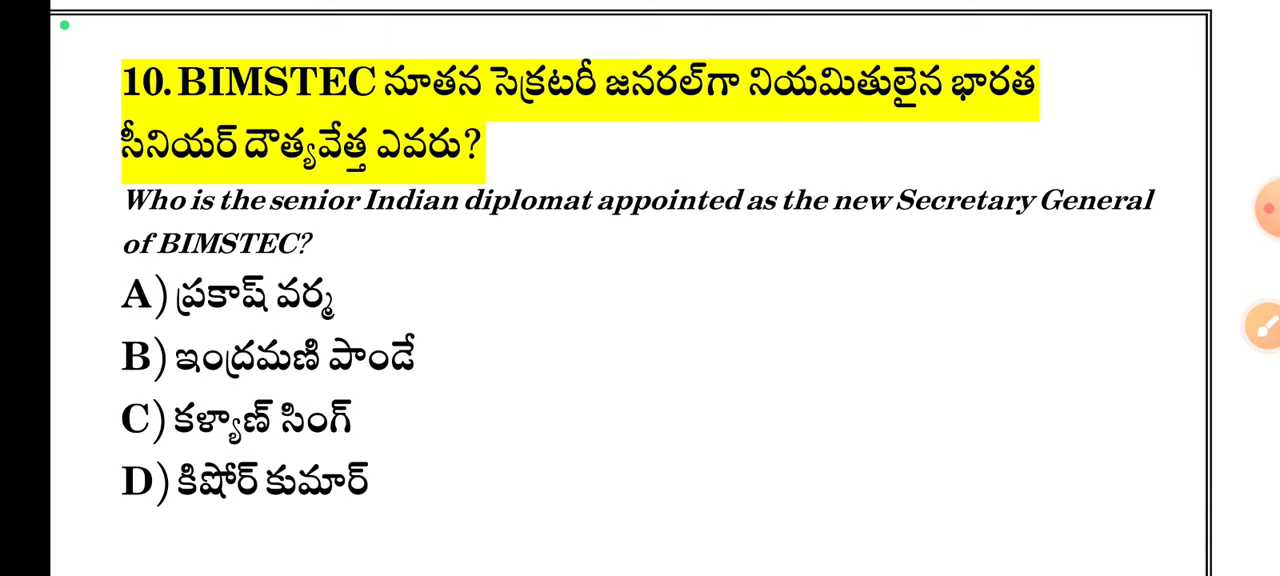 10. BIMSTEC నూతన సెక్రటరీ జనరల్‌గా నియమితులైన భారత
సీనియర్ దౌత్యవేత్త ఎవరు?
Who is the senior Indian diplomat appointed as the new Secretary General
of BIMSTEC?
A) ప్రకాష్ వర్మ
B) ఇంద్రమణి పాండే
C) కళ్యాణ్ సింగ్
D) కిషోర్ కుమార్